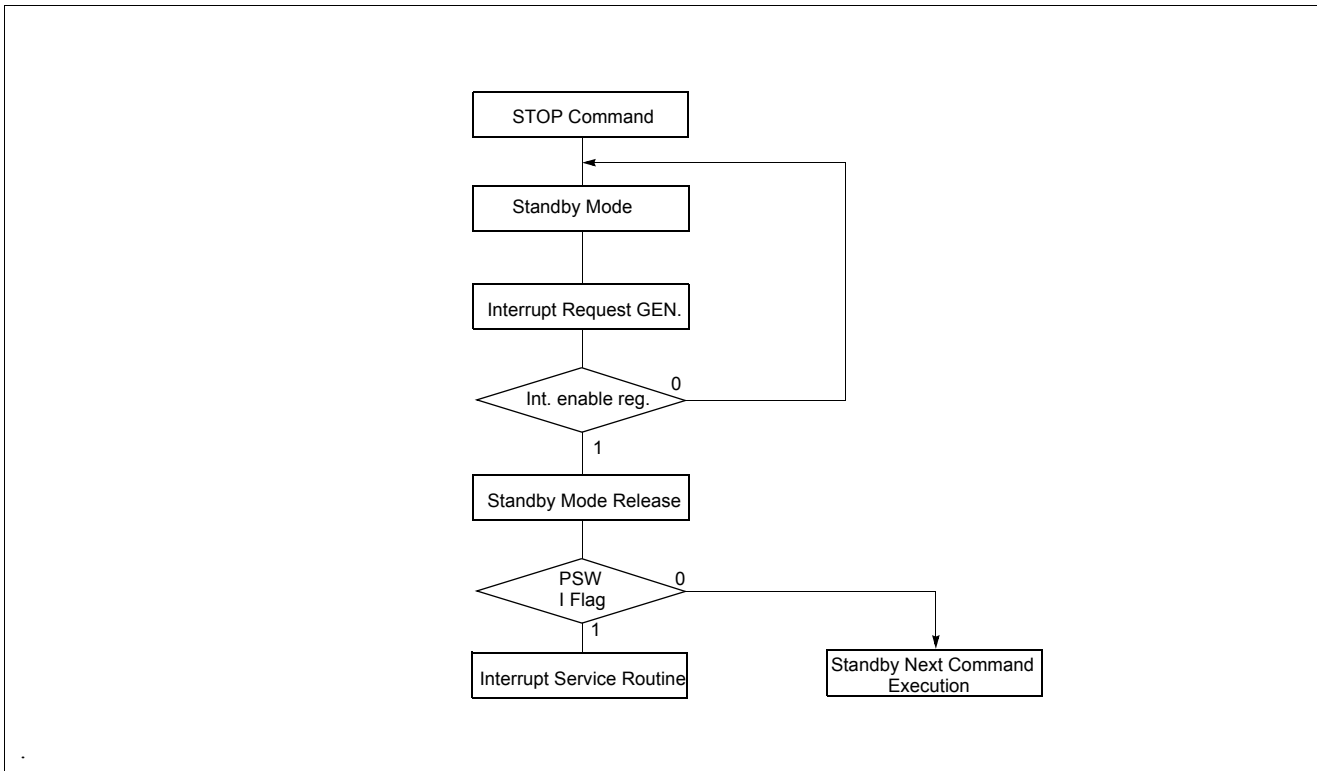 STOP Command
Standby Mode
Interrupt Request GEN.
Int. enable reg.
0
1
Standby Mode Release
PSW
I Flag
0
1
Interrupt Service Routine
Standby Next Command
Execution
.